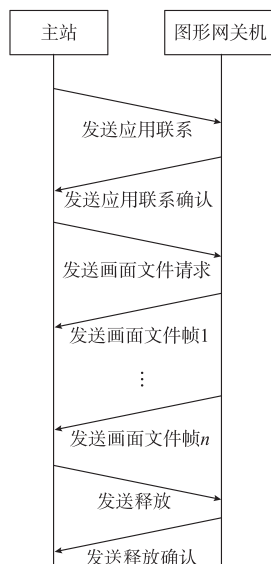 主站
图形网关机
发送应用联系
发送应用联系确认
发送画面文件请求
发送画面文件帧1
⋮
发送画面文件帧n
发送释放
发送释放确认